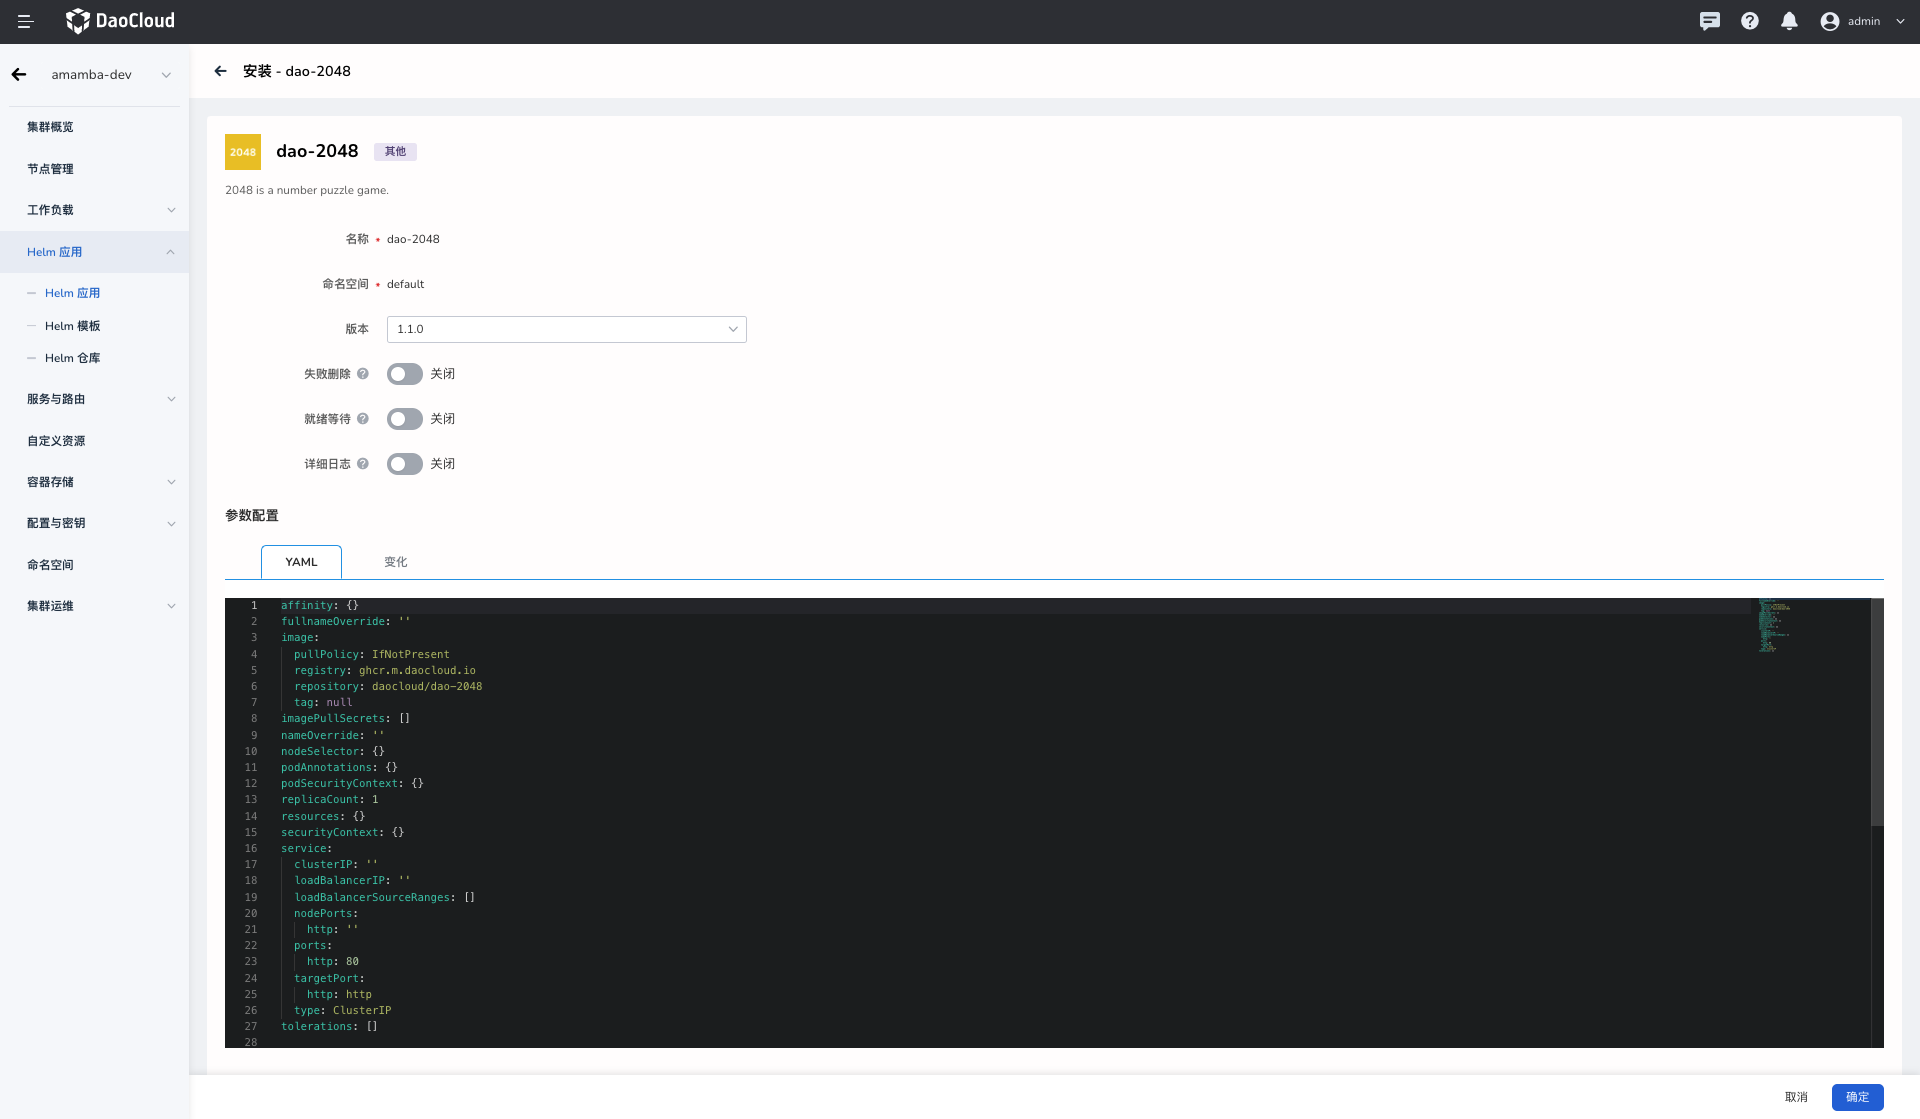 DaoCloud
admin
amamba-dev
安装 - dao-2048
集群概览
节点管理
工作负载
Helm 应用
Helm 应用
Helm 模板
Helm 仓库
服务与路由
自定义资源
容器存储
配置与密钥
命名空间
集群运维
2048
dao-2048
其他
2048 is a number puzzle game.
名称 • dao-2048
命名空间 • default
版本 1.1.0
失败删除 ? 关闭
就绪等待 ? 关闭
详细日志 ? 关闭
参数配置
YAML 变化
1 affinity: {}
2 fullnameOverride: ''
3 image:
4 pullPolicy: IfNotPresent
5 registry: ghcr.m.daocloud.io
6 repository: daocloud/dao-2048
7 tag: null
8 imagePullSecrets: []
9 nameOverride: ''
10 nodeSelector: {}
11 podAnnotations: {}
12 podSecurityContext: {}
13 replicaCount: 1
14 resources: {}
15 securityContext: {}
16 service:
17 clusterIP: ''
18 loadBalancerIP: ''
19 loadBalancerSourceRanges: []
20 nodePorts:
21 http: ''
22 ports:
23 http: 80
24 targetPort:
25 http: http
26 type: ClusterIP
27 tolerations: []
28
取消 确定